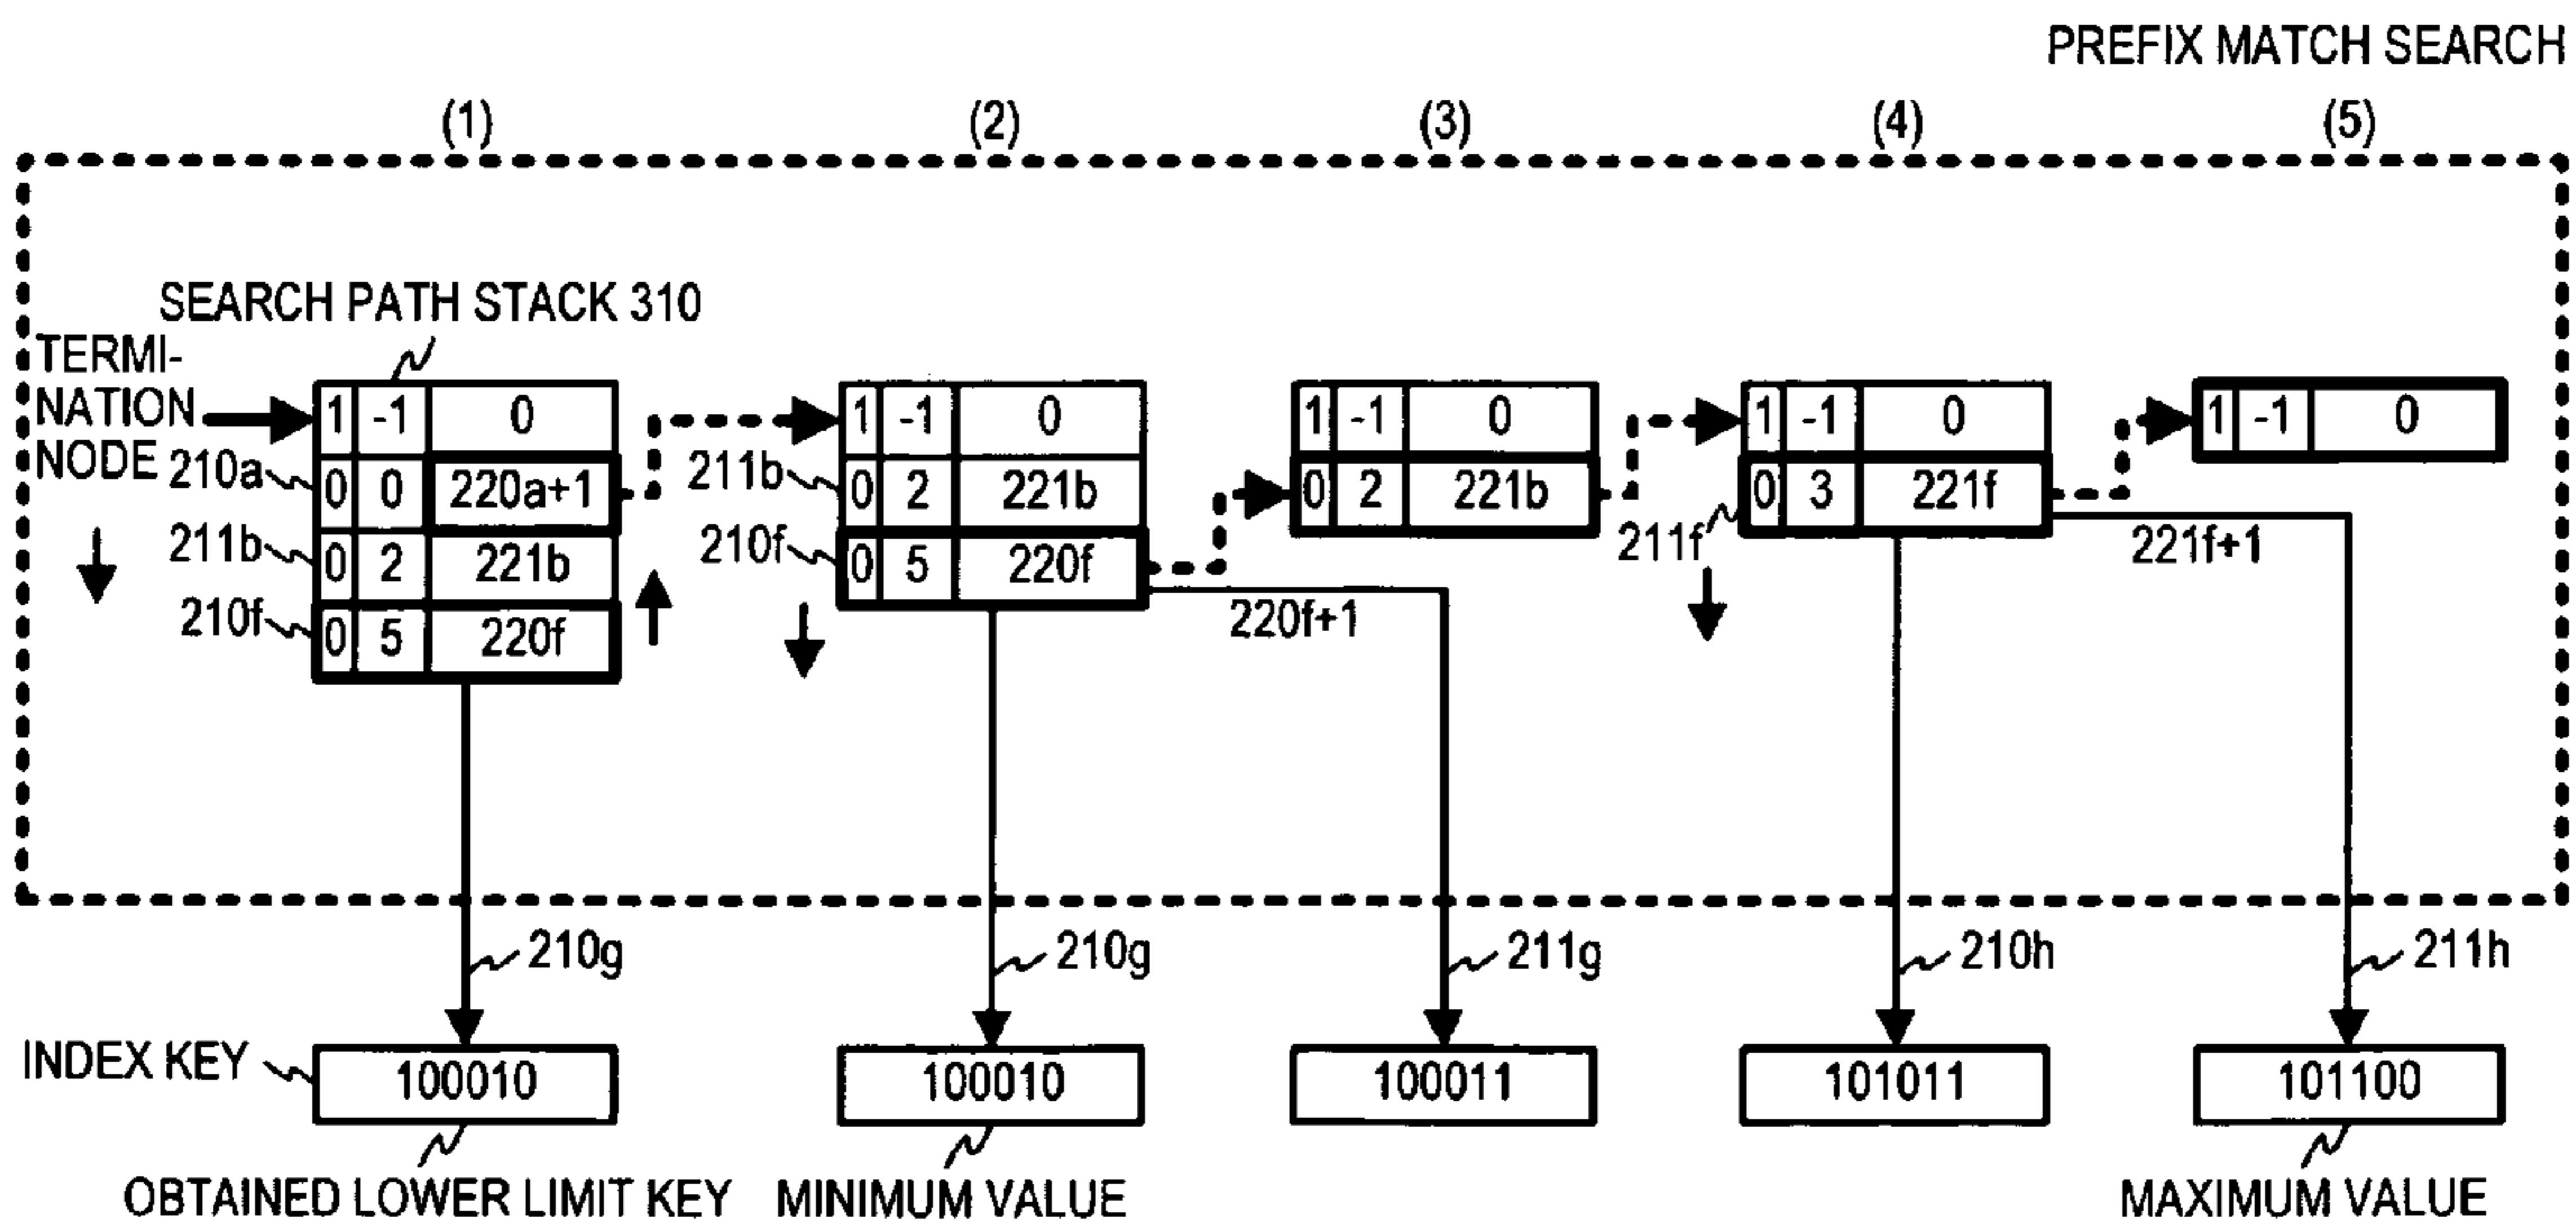 PREFIX MATCH SEARCH
(1) (2) (3) (4) (5)
SEARCH PATH STACK 310
TERMI-
NATION
NODE
1 -1 0
210a 0 0 220a+1
211b 0 2 221b
210f 0 5 220f
1 -1 0
211b 0 2 221b
210f 0 5 220f
220f+1
1 -1 0
0 2 221b
1 -1 0
211f 0 3 221f
221f+1
1 -1 0
210g 210g 211g 210h 211h
INDEX KEY 100010 100010 100011 101011 101100
OBTAINED LOWER LIMIT KEY MINIMUM VALUE MAXIMUM VALUE